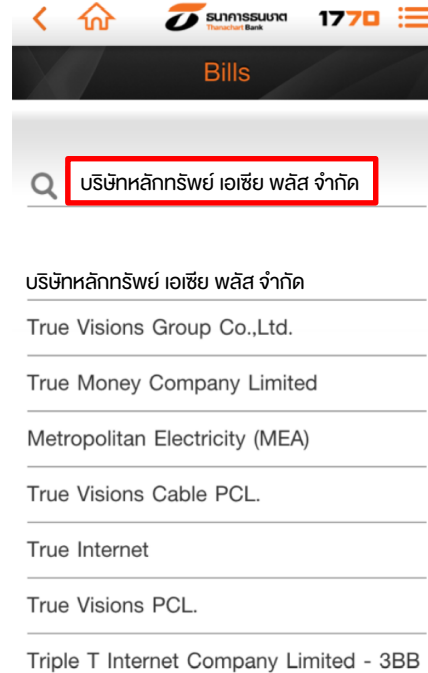 ธนาคารธนชาต 1770
Thanachart Bank
Bills
บริษัทหลักทรัพย์ เอเซีย พลัส จำกัด
บริษัทหลักทรัพย์ เอเซีย พลัส จำกัด
True Visions Group Co.,Ltd.
True Money Company Limited
Metropolitan Electricity (MEA)
True Visions Cable PCL.
True Internet
True Visions PCL.
Triple T Internet Company Limited - 3BB